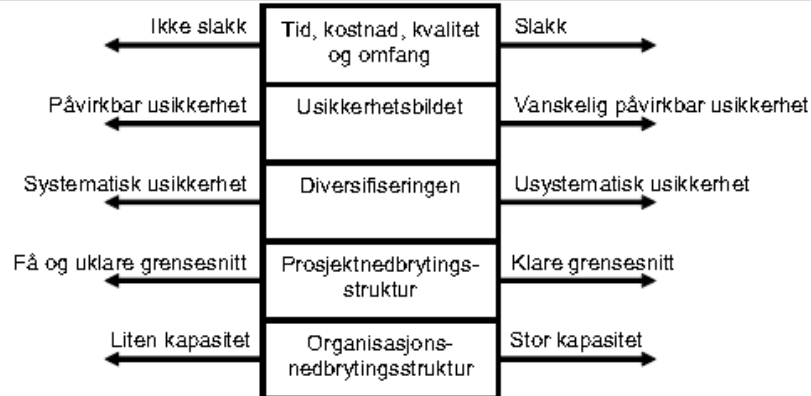 Ikke slakk
Tid, kostnad, kvalitet
og omfang
Slakk
Påvirkbar usikkerhet
Usikkerhetsbildet
Vanskelig påvirkbar usikkerhet
Systematisk usikkerhet
Diversifiseringen
Usystematisk usikkerhet
Få og uklare grensesnitt
Prosjektnedbrytings-
struktur
Klare grensesnitt
Liten kapasitet
Organisasjons-
nedbrytingsstruktur
Stor kapasitet